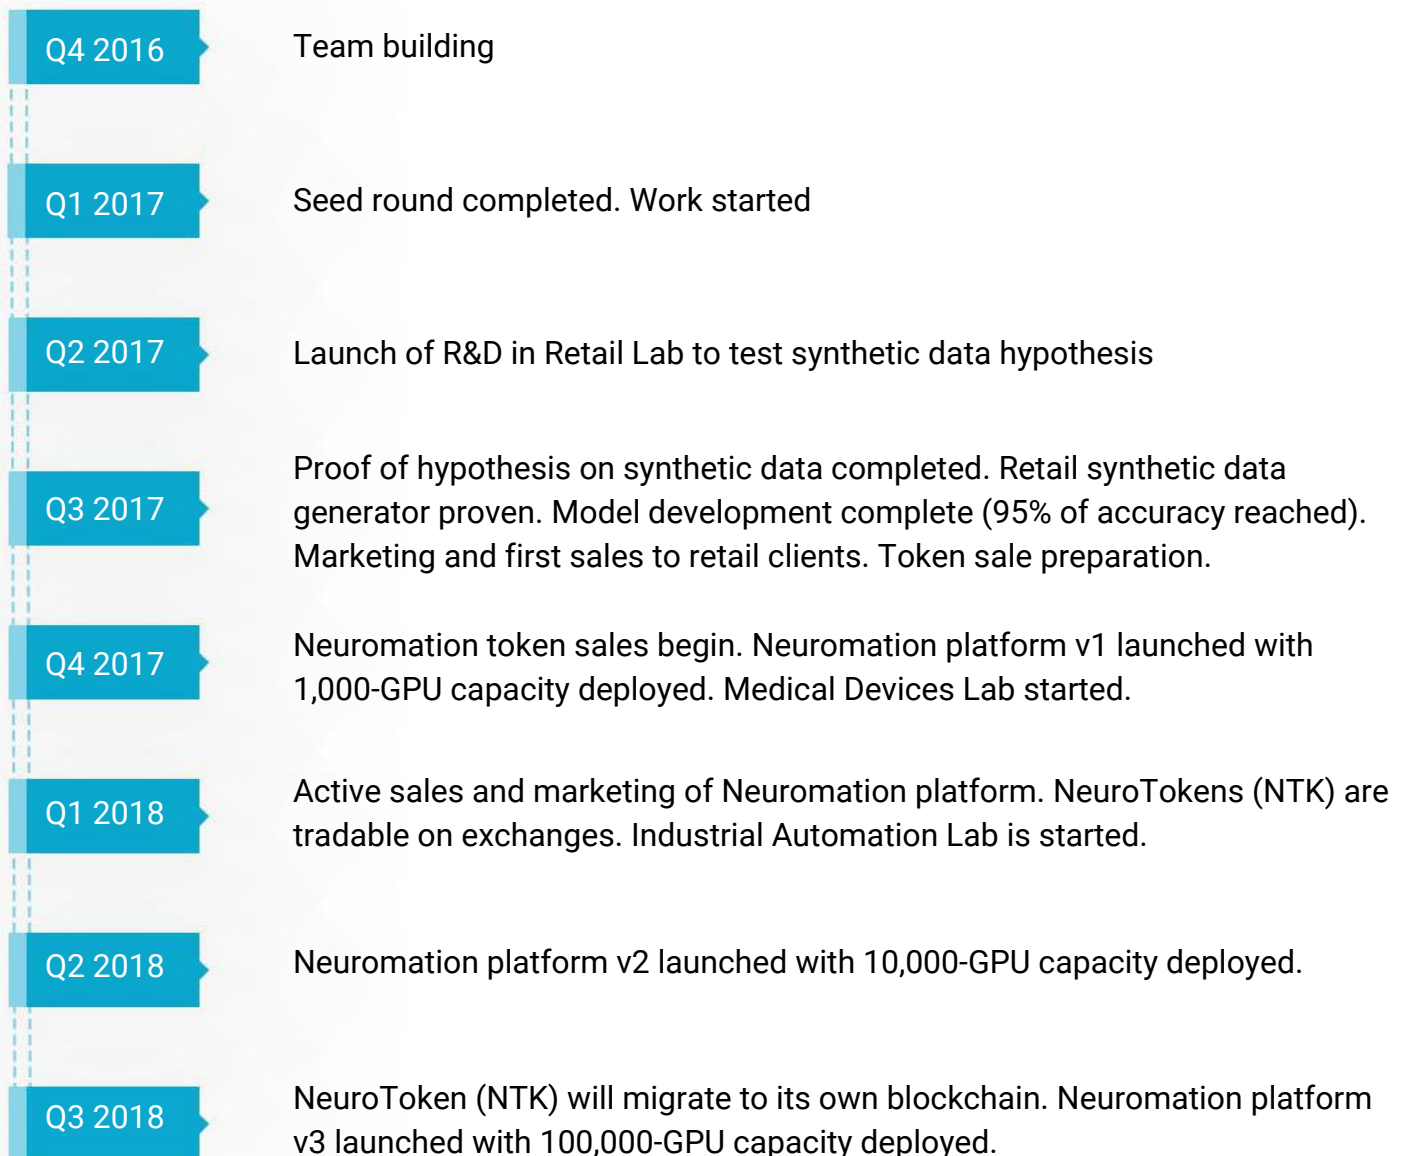 Q4 2016
Team building
Q1 2017
Seed round completed. Work started
Q2 2017
Launch of R&D in Retail Lab to test synthetic data hypothesis
Q3 2017
Proof of hypothesis on synthetic data completed. Retail synthetic data
generator proven. Model development complete (95% of accuracy reached).
Marketing and first sales to retail clients. Token sale preparation.
Q4 2017
Neuromation token sales begin. Neuromation platform v1 launched with
1,000-GPU capacity deployed. Medical Devices Lab started.
Q1 2018
Active sales and marketing of Neuromation platform. NeuroTokens (NTK) are
tradable on exchanges. Industrial Automation Lab is started.
Q2 2018
Neuromation platform v2 launched with 10,000-GPU capacity deployed.
Q3 2018
NeuroToken (NTK) will migrate to its own blockchain. Neuromation platform
v3 launched with 100,000-GPU capacity deployed.